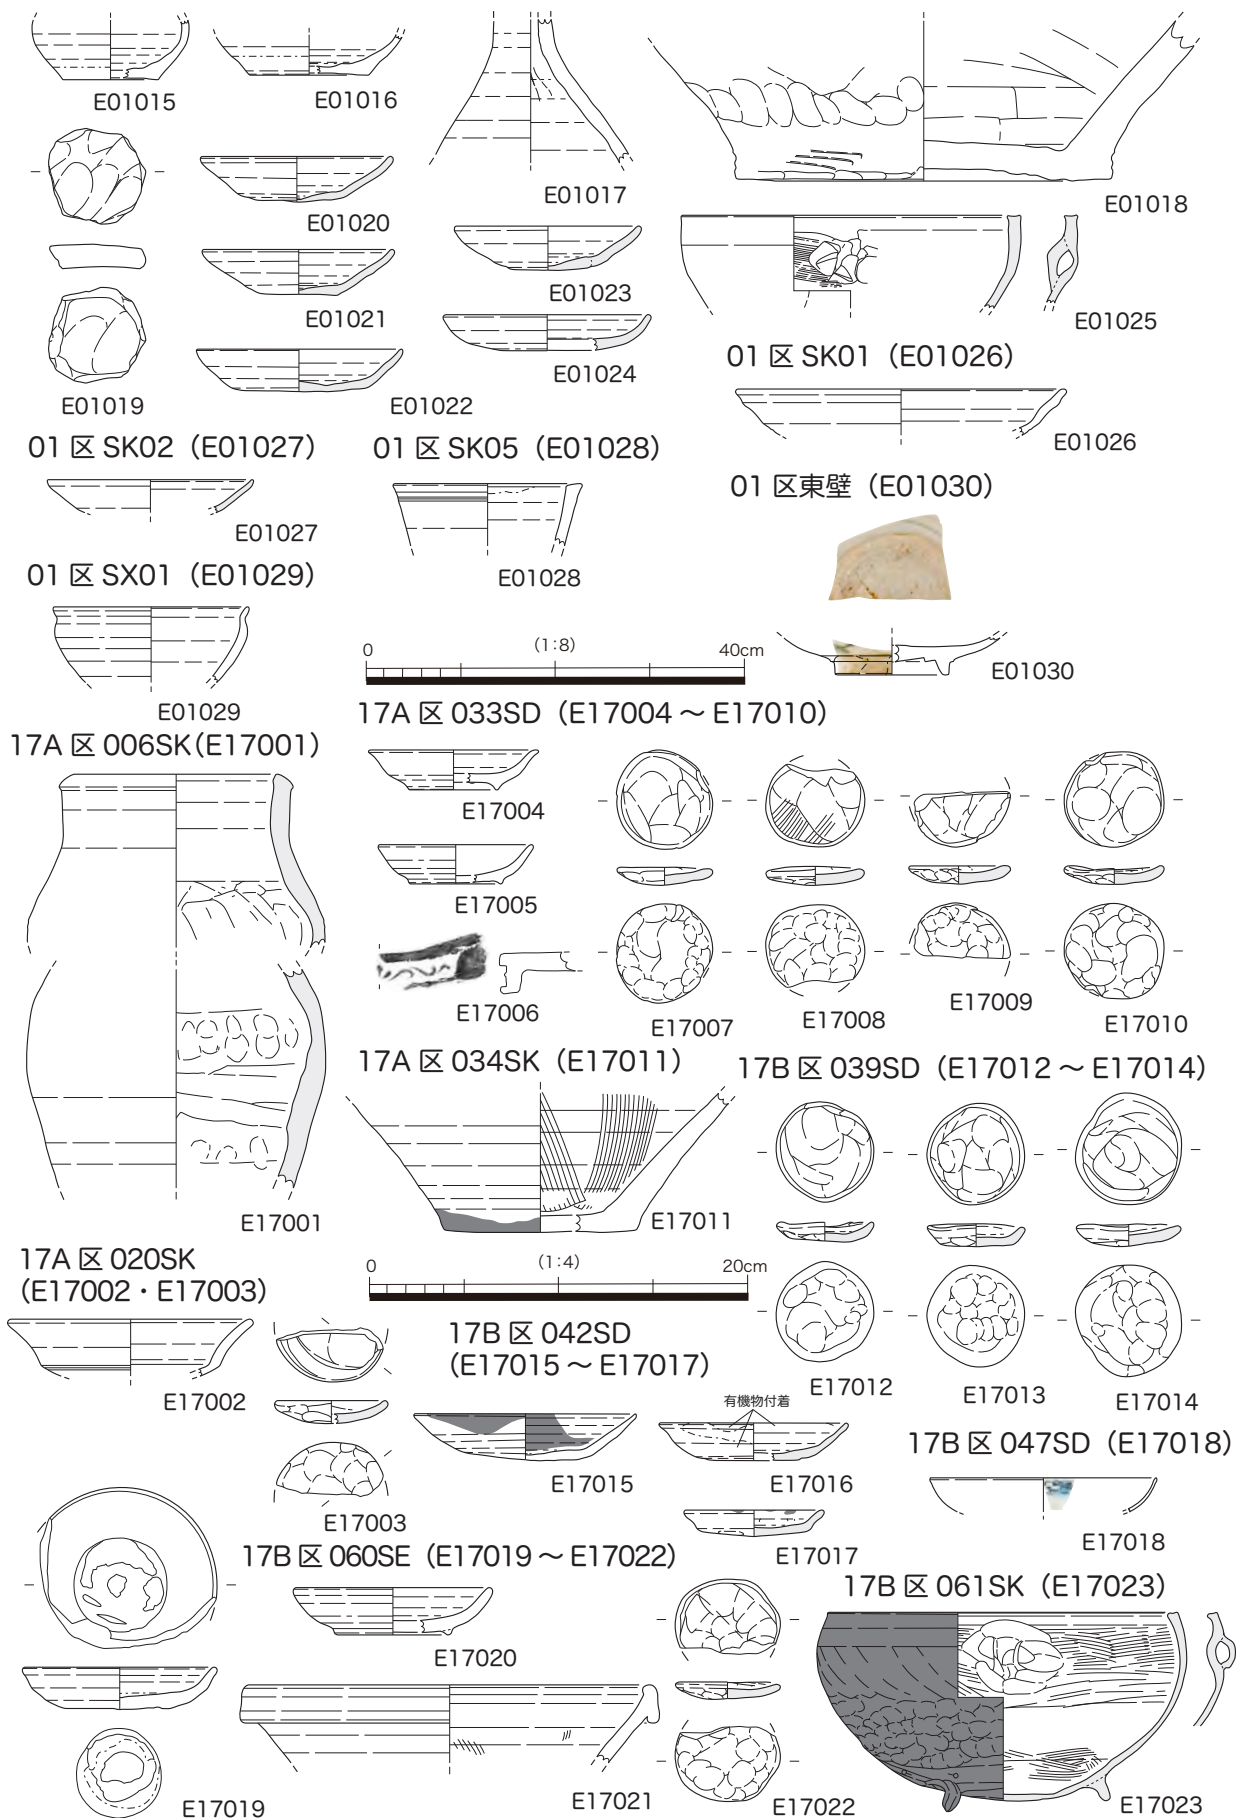 E01015
E01016
E01017
E01018
E01019
E01020
E01021
E01022
E01023
E01024
E01025
01 区 SK01（E01026）
E01026
01 区 SK02（E01027）
E01027
01 区 SK05（E01028）
E01028
01 区東壁（E01030）
E01030
01 区 SX01（E01029）
E01029
0 (1:8) 40cm
17A 区 006SK(E17001)
E17001
17A 区 033SD（E17004 ～ E17010）
E17004
E17005
E17006
E17007
E17008
E17009
E17010
17A 区 034SK（E17011）
E17011
17B 区 039SD（E17012 ～ E17014）
E17012
E17013
E17014
17A 区 020SK
(E17002・E17003)
E17002
E17003
0 (1:4) 20cm
17B 区 042SD
(E17015 ～ E17017)
E17015
有機物付着
E17016
E17017
17B 区 047SD（E17018）
E17018
17B 区 060SE（E17019 ～ E17022）
E17019
E17020
E17021
E17022
17B 区 061SK（E17023）
E17023